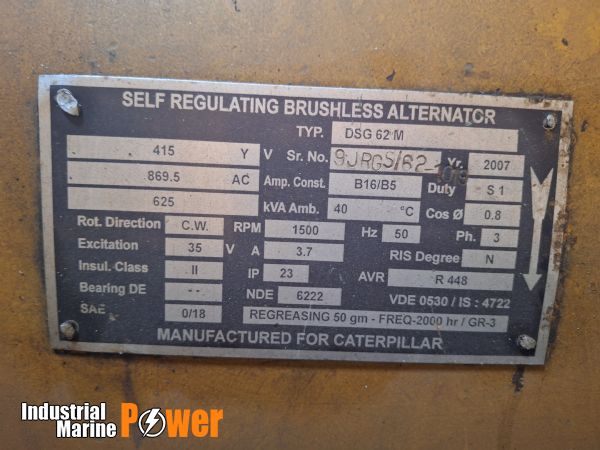 SELF REGULATING BRUSHLESS ALTERNATOR
TYP. DSG 62 M
415 Y V Sr. No. 9JRG5/62- Yr. 2007
869.5 AC Amp. Const. B16/B5 Duty S 1
625 kVA Amb. 40 °C Cos Ø 0.8
Rot. Direction C.W. RPM 1500 Hz 50 Ph. 3
Excitation 35 V A 3.7 RIS Degree N
Insul. Class II IP 23 AVR R 448
Bearing DE -- NDE 6222 VDE 0530 / IS : 4722
SAE 0/18 REGREASING 50 gm - FREQ-2000 hr / GR-3
MANUFACTURED FOR CATERPILLAR
Industrial
Marine Power